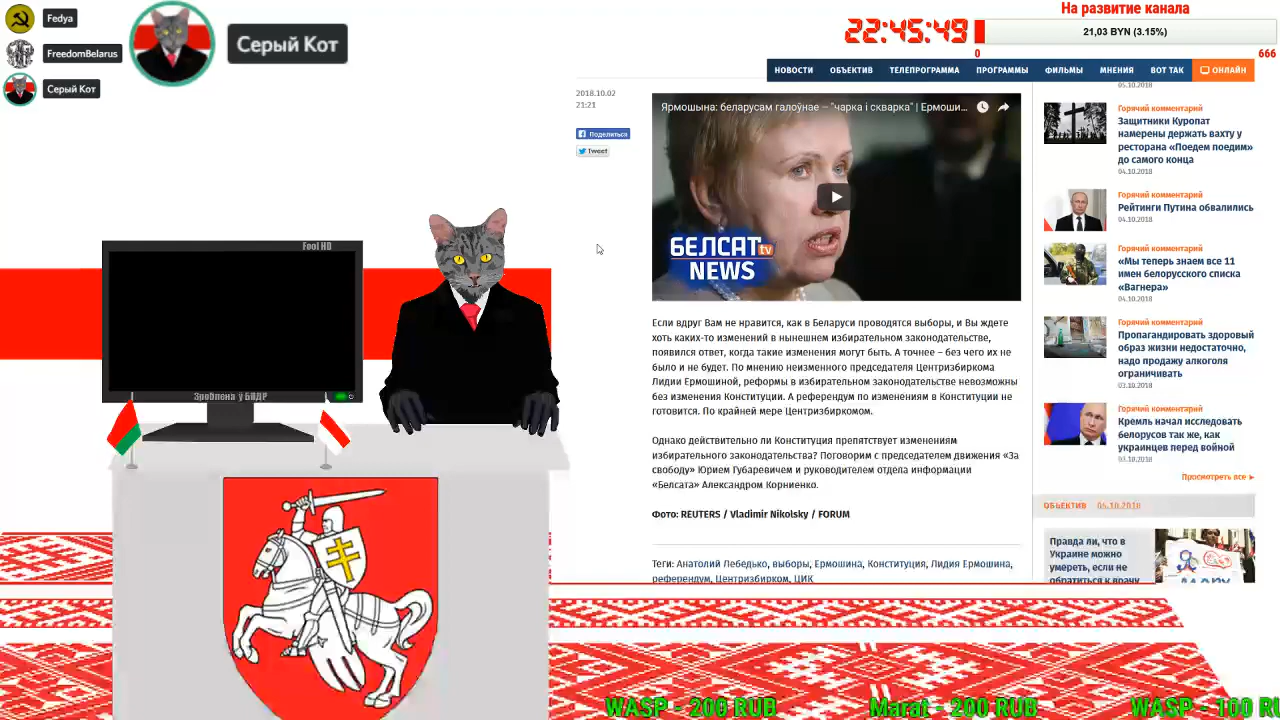 Fedya
FreedomBelarus
Серый Кот
Серый Кот
22:45:49
На развитие канала
21,03 BYN (3.15%)
0
666
НОВОСТИ ОБЪЕКТИВ ТЕЛЕПРОГРАММА ПРОГРАММЫ ФИЛЬМЫ МНЕНИЯ ВОТ ТАК ОНЛАЙН
2018.10.02
21:21
Поделиться
Tweet
Ярмошына: беларусам галоўнае – "чарка і скварка" | Ермоши...
БЕЛСАТ tv
NEWS
Если вдруг Вам не нравится, как в Беларуси проводятся выборы, и Вы ждете
хоть каких-то изменений в нынешнем избирательном законодательстве,
появился ответ, когда такие изменения могут быть. А точнее – без чего их не
было и не будет. По мнению неизменного председателя Центризбиркома
Лидии Ермошиной, реформы в избирательном законодательстве невозможны
без изменения Конституции. А референдум по изменениям в Конституции не
готовится. По крайней мере Центризбиркомом.
Однако действительно ли Конституция препятствует изменениям
избирательного законодательства? Поговорим с председателем движения «За
свободу» Юрием Губаревичем и руководителем отдела информации
«Белсата» Александром Корниенко.
Фото: REUTERS / Vladimir Nikolsky / FORUM
Теги: Анатолий Лебедько, выборы, Ермошина, Конституция, Лидия Ермошина,
референдум, Центризбирком, ЦИК
05.10.2018
Горячий комментарий
Защитники Куропат
намерены держать вахту у
ресторана «Поедем поедим»
до самого конца
04.10.2018
Горячий комментарий
Рейтинги Путина обвалились
04.10.2018
Горячий комментарий
«Мы теперь знаем все 11
имен белорусского списка
«Вагнера»
04.10.2018
Горячий комментарий
Пропагандировать здоровый
образ жизни недостаточно,
надо продажу алкоголя
ограничивать
03.10.2018
Горячий комментарий
Кремль начал исследовать
белорусов так же, как
украинцев перед войной
03.10.2018
Просмотреть все
ОБЪЕКТИВ 05.10.2018
Правда ли, что в
Украине можно
умереть, если не
обратиться к врачу
Fool HD
Зроблена ў БНДР
WASP - 200 RUB Marat - 200 RUB WASP - 100 RU